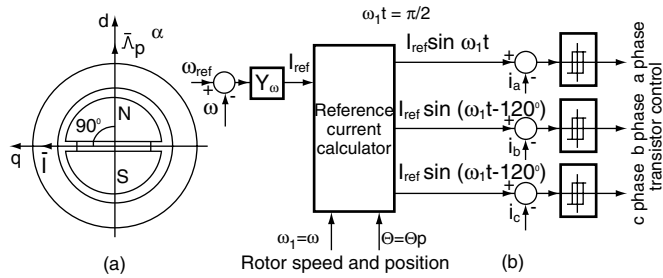 d
Λ̄p
α
N
90°
q
Ī
S
(a)
ω1t = π/2
ωref
+
-
ω
Yω
Iref
Reference
current
calculator
Iref sin ω1t
+
-
ia
Iref sin (ω1t-120°)
+
-
ib
Iref sin (ω1t-120°)
+
-
ic
ω1=ω
Θ=Θp
(b)
Rotor speed and position
c phase b phase a phase
transistor control